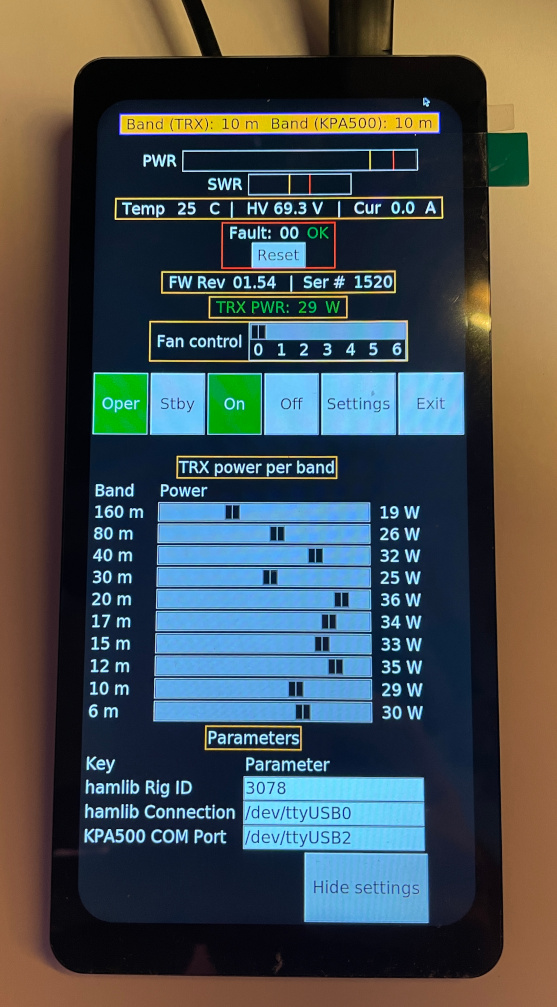 Band (TRX): 10 m Band (KPA500): 10 m
PWR
SWR
Temp 25 C | HV 69.3 V | Cur 0.0 A
Fault: 00 OK
Reset
FW Rev 01.54 | Ser # 1520
TRX PWR: 29 W
Fan control
0 1 2 3 4 5 6
Oper Stby On Off Settings Exit
TRX power per band
Band Power
160 m 19 W
80 m 26 W
40 m 32 W
30 m 25 W
20 m 36 W
17 m 34 W
15 m 33 W
12 m 35 W
10 m 29 W
6 m 30 W
Parameters
Key Parameter
hamlib Rig ID 3078
hamlib Connection /dev/ttyUSB0
KPA500 COM Port /dev/ttyUSB2
Hide settings